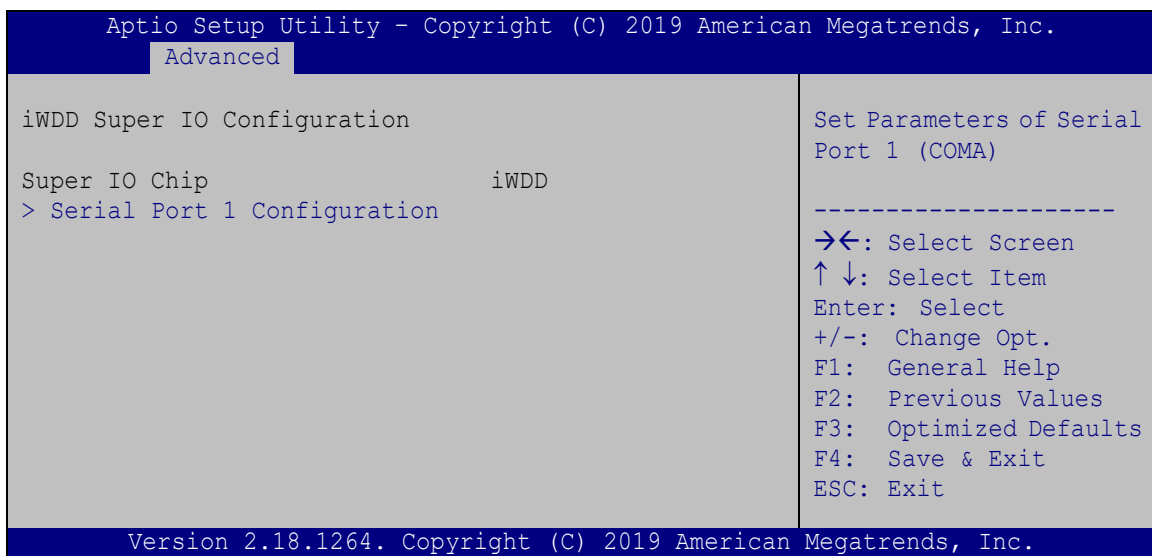 Aptio Setup Utility – Copyright (C) 2019 American Megatrends, Inc.
Advanced
iWDD Super IO Configuration
Super IO Chip iWDD
> Serial Port 1 Configuration
Set Parameters of Serial
Port 1 (COMA)
---------------------
→←: Select Screen
↑ ↓: Select Item
Enter: Select
+/-: Change Opt.
F1: General Help
F2: Previous Values
F3: Optimized Defaults
F4: Save & Exit
ESC: Exit
Version 2.18.1264. Copyright (C) 2019 American Megatrends, Inc.